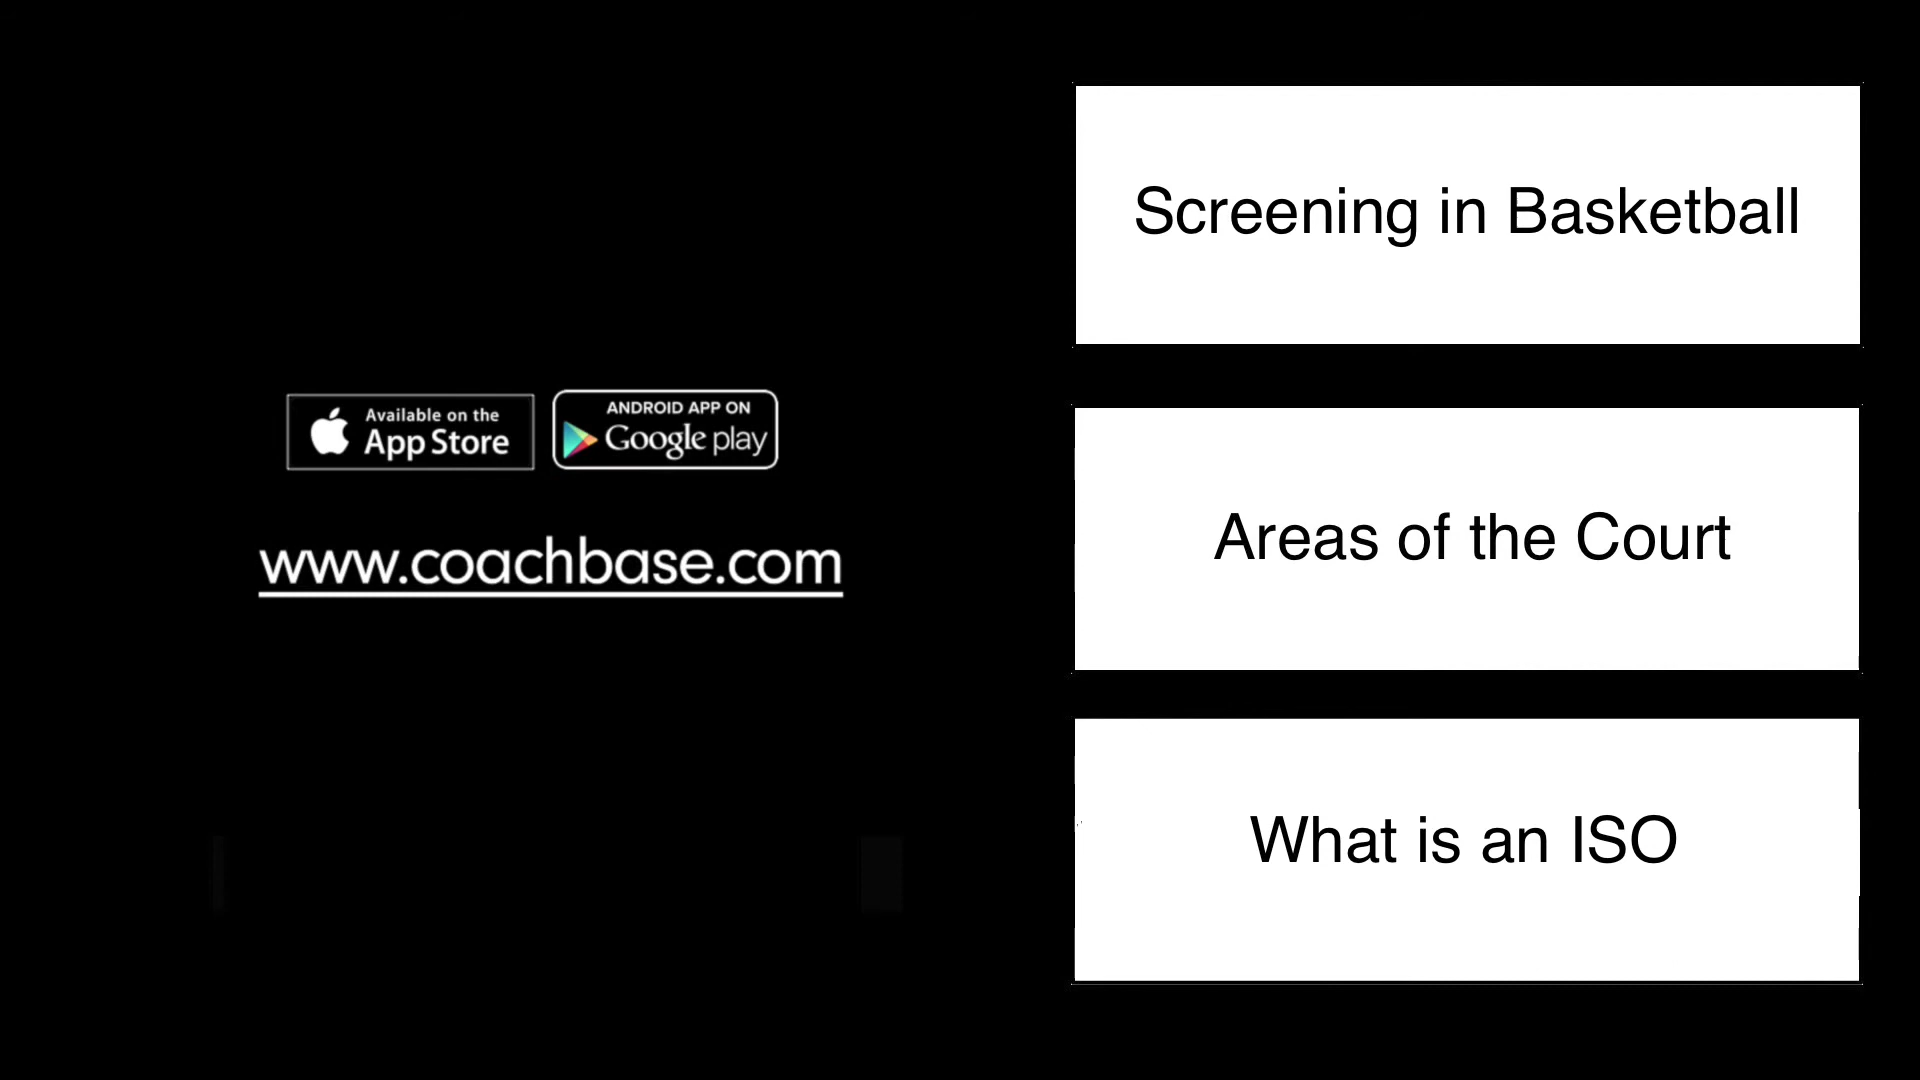 Available on the
App Store
ANDROID APP ON
Google play
www.coachbase.com
Screening in Basketball
Areas of the Court
What is an ISO